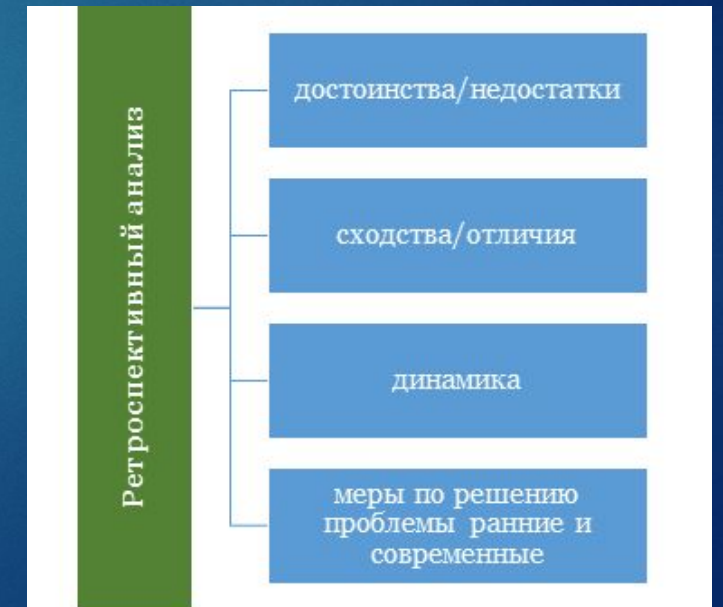 Ретроспективный анализ
достоинства/недостатки
сходства/отличия
динамика
меры по решению
проблемы ранние и
современные